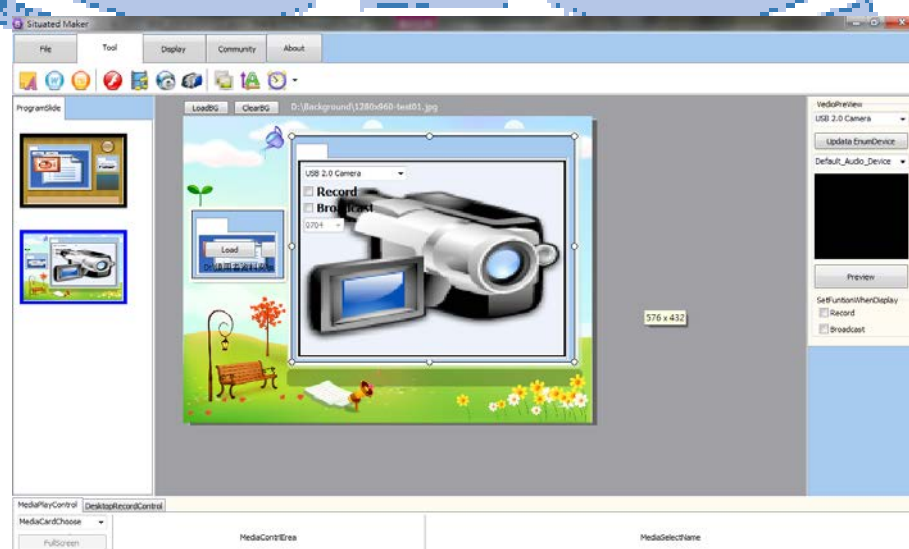 Situated Maker
File Tool Display Community About
ProgramSlide
LoadBG ClearBG D:\Background\1280x960-test01.jpg
USB 2.0 Camera
Record
Broadcast
0704
Load
576 x 432
VedioPreView
USB 2.0 Camera
Updata EnumDevice
Default_Audio_Device
Preview
SetFuntionWhenDisplay
Record
Broadcast
MediaPlayControl DesktopRecordControl
MediaCardChoose
FullScreen
MediaContrlErea
MediaSelectName